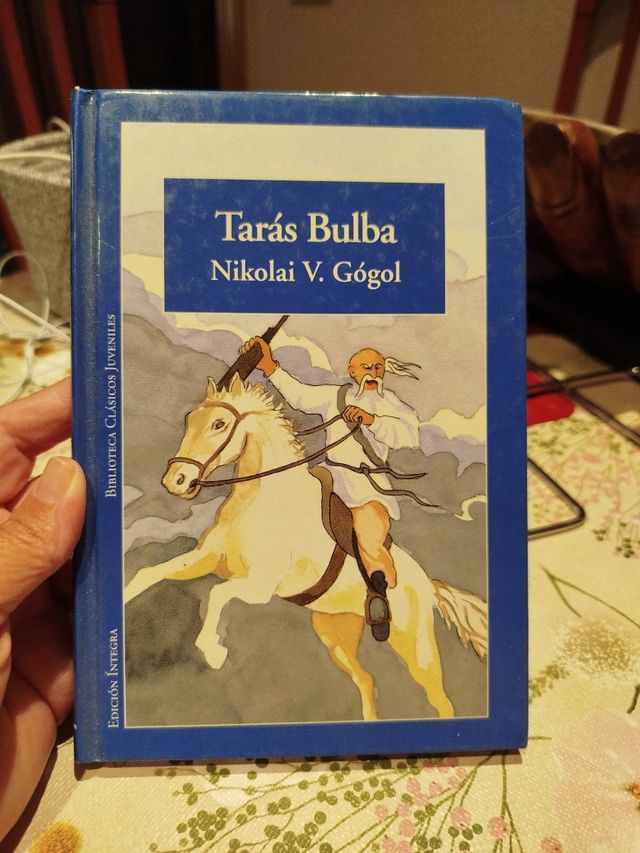 Tarás Bulba
Nikolai V. Gógol
Biblioteca Clásicos Juveniles
Edición Íntegra